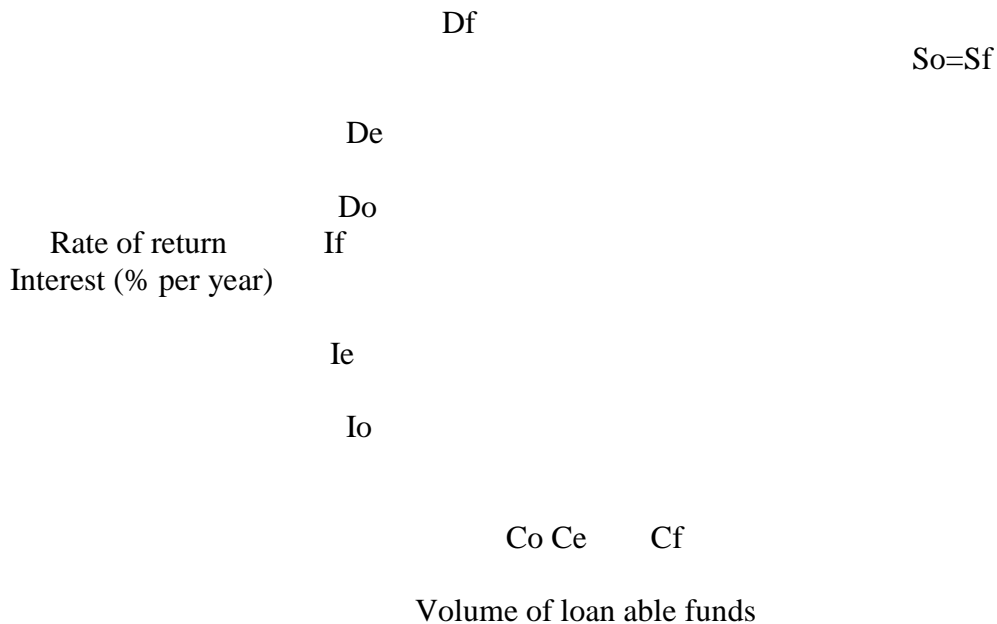 Df
So=Sf
De
Do
Rate of return If
Interest (% per year)
Ie
Io
Co Ce Cf
Volume of loan able funds